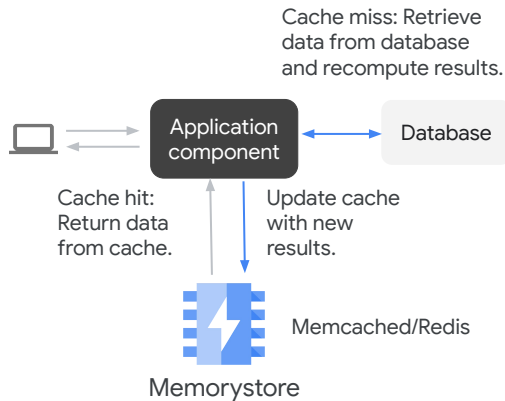 Cache miss: Retrieve
data from database
and recompute results.
Application
component
Database
Cache hit:
Return data
from cache.
Update cache
with new
results.
Memcached/Redis
Memorystore